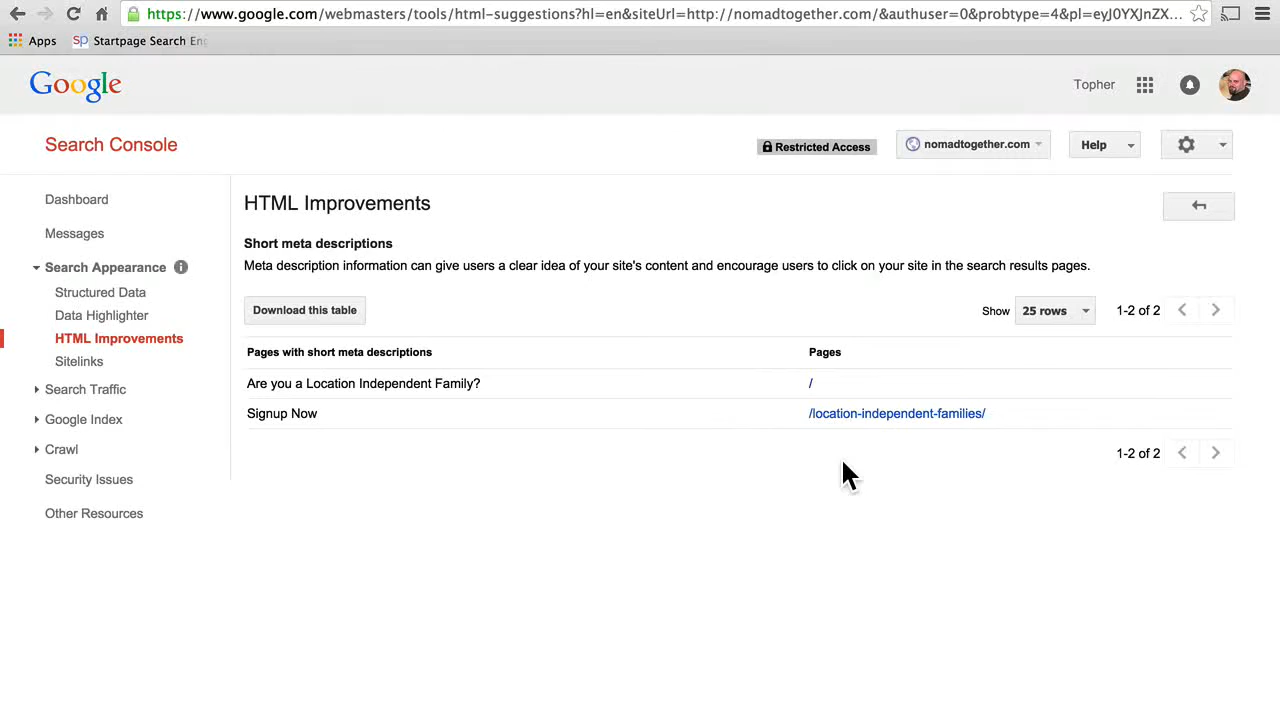 https://www.google.com/webmasters/tools/html-suggestions?hl=en&siteUrl=http://nomadtogether.com/&authuser=0&probtype=4&pl=eyJ0YXJnZX...
Apps SP Startpage Search Eng
Google Topher
Search Console Restricted Access nomadtogether.com Help
Dashboard
Messages
Search Appearance i
Structured Data
Data Highlighter
HTML Improvements
Sitelinks
Search Traffic
Google Index
Crawl
Security Issues
Other Resources
HTML Improvements
Short meta descriptions
Meta description information can give users a clear idea of your site's content and encourage users to click on your site in the search results pages.
Download this table Show 25 rows 1-2 of 2
Pages with short meta descriptions Pages
Are you a Location Independent Family? /
Signup Now /location-independent-families/
1-2 of 2